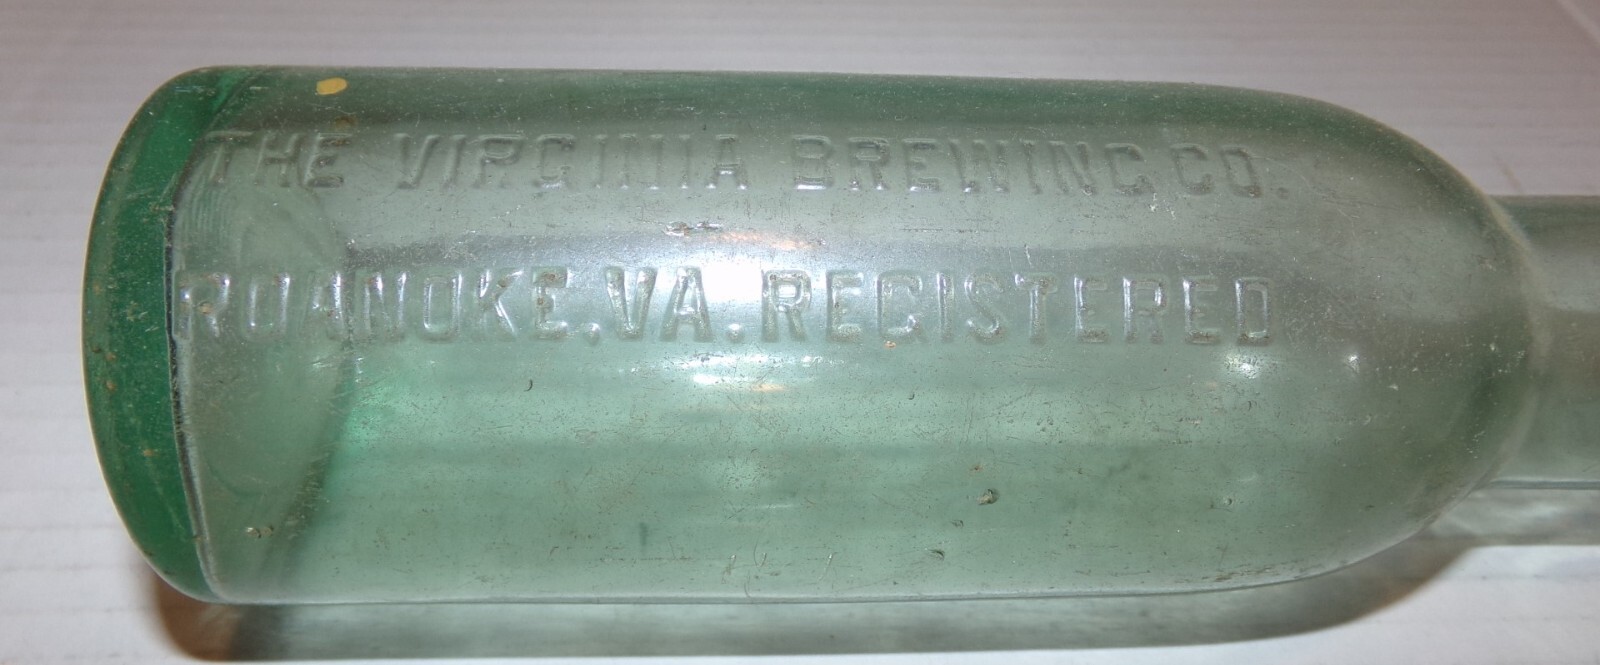 THE VIRGINIA BREWING CO.
ROANOKE, VA. REGISTERED